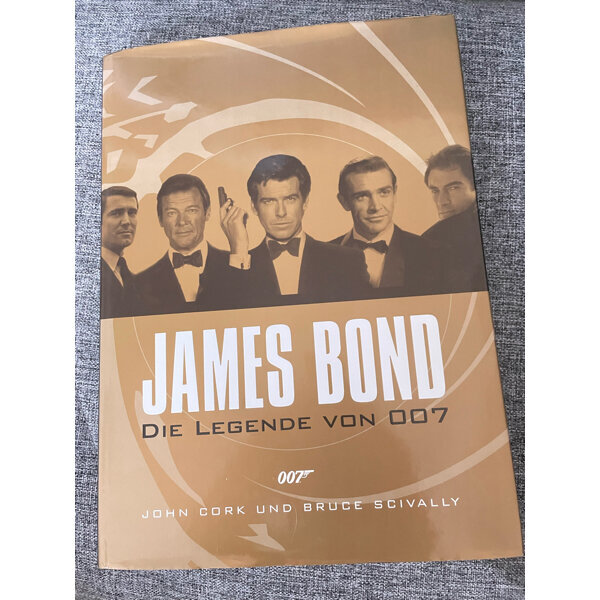 JAMES BOND
DIE LEGENDE VON 007
007
JOHN CORK UND BRUCE SCIVALLY